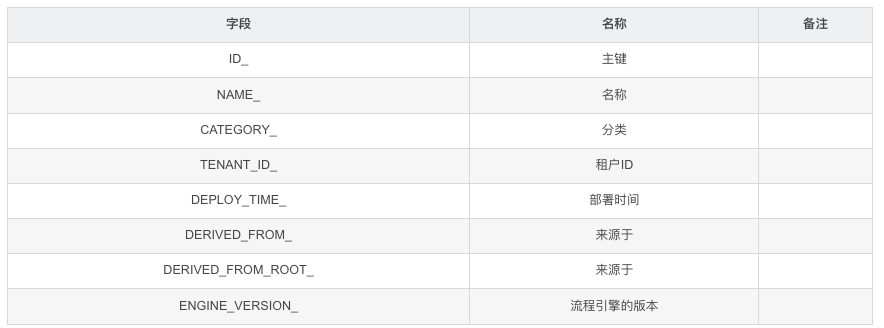 字段 名称 备注
ID_ 主键
NAME_ 名称
CATEGORY_ 分类
TENANT_ID_ 租户ID
DEPLOY_TIME_ 部署时间
DERIVED_FROM_ 来源于
DERIVED_FROM_ROOT_ 来源于
ENGINE_VERSION_ 流程引擎的版本